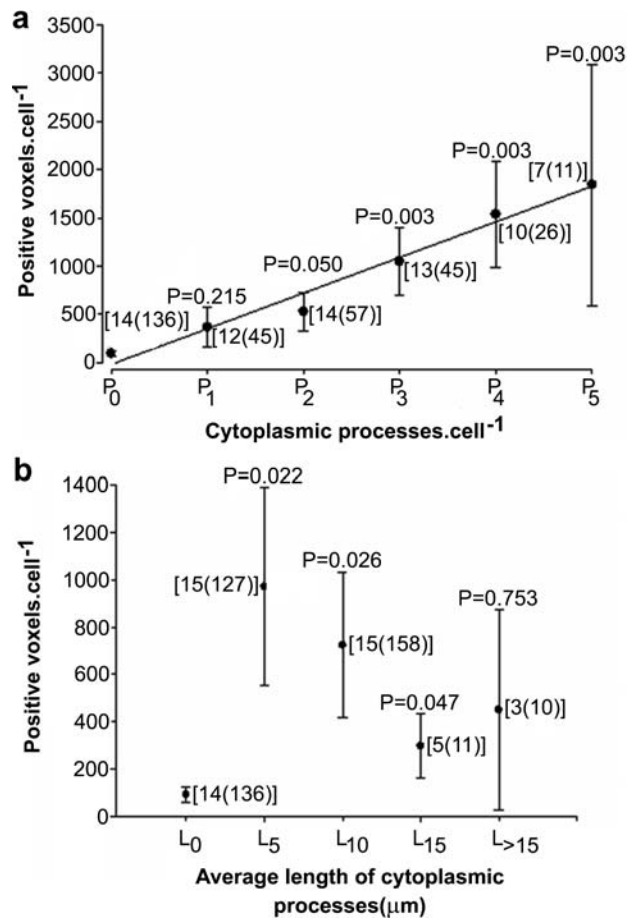 a
3500
3000
2500
2000
1500
1000
500
0
Positive voxels.cell-1
[14(136)]
P=0.215
[12(45)]
P=0.050
[14(57)]
P=0.003
[13(45)]
P=0.003
[10(26)]
P=0.003
[7(11)]
P0 P1 P2 P3 P4 P5
Cytoplasmic processes.cell-1
b
1400
1200
1000
800
600
400
200
0
Positive voxels.cell-1
[14(136)]
P=0.022
[15(127)]
P=0.026
[15(158)]
P=0.047
[5(11)]
P=0.753
[3(10)]
L0 L5 L10 L15 L>15
Average length of cytoplasmic
processes(μm)